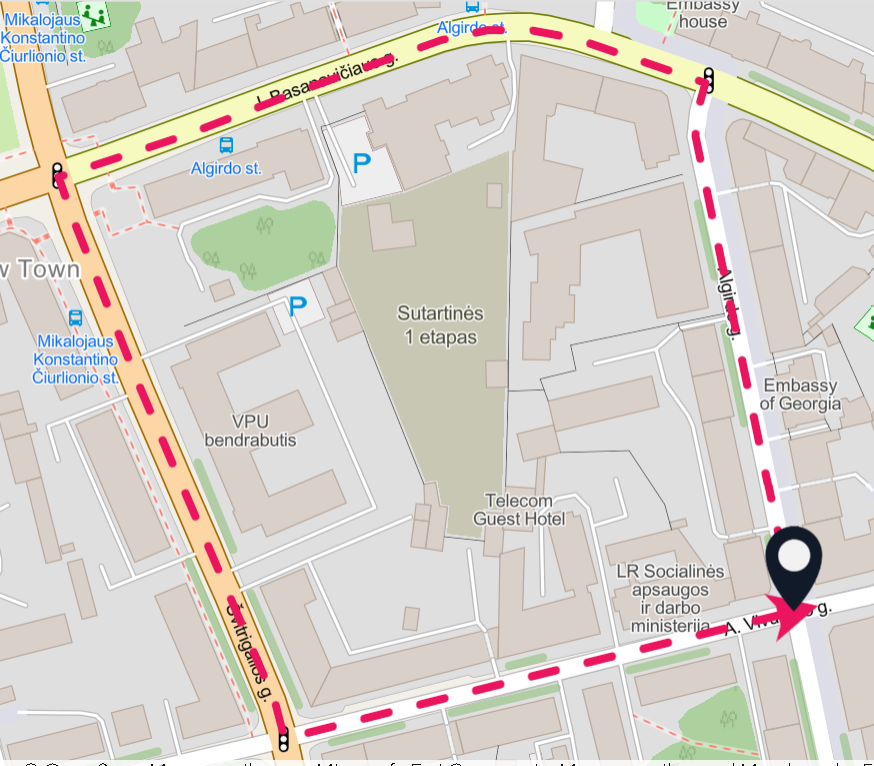 Embassy
house
Mikalojaus
Konstantino
Čiurlionio st.
Algirdo st.
J. Basanavičiaus g.
P
Algirdo st.
w Town
Algirdo g.
P
Sutartinės
1 etapas
Mikalojaus
Konstantino
Čiurlionio st.
Embassy
of Georgia
VPU
bendrabutis
Telecom
Guest Hotel
LR Socialinės
apsaugos
ir darbo
ministerija
Švitrigailos g.